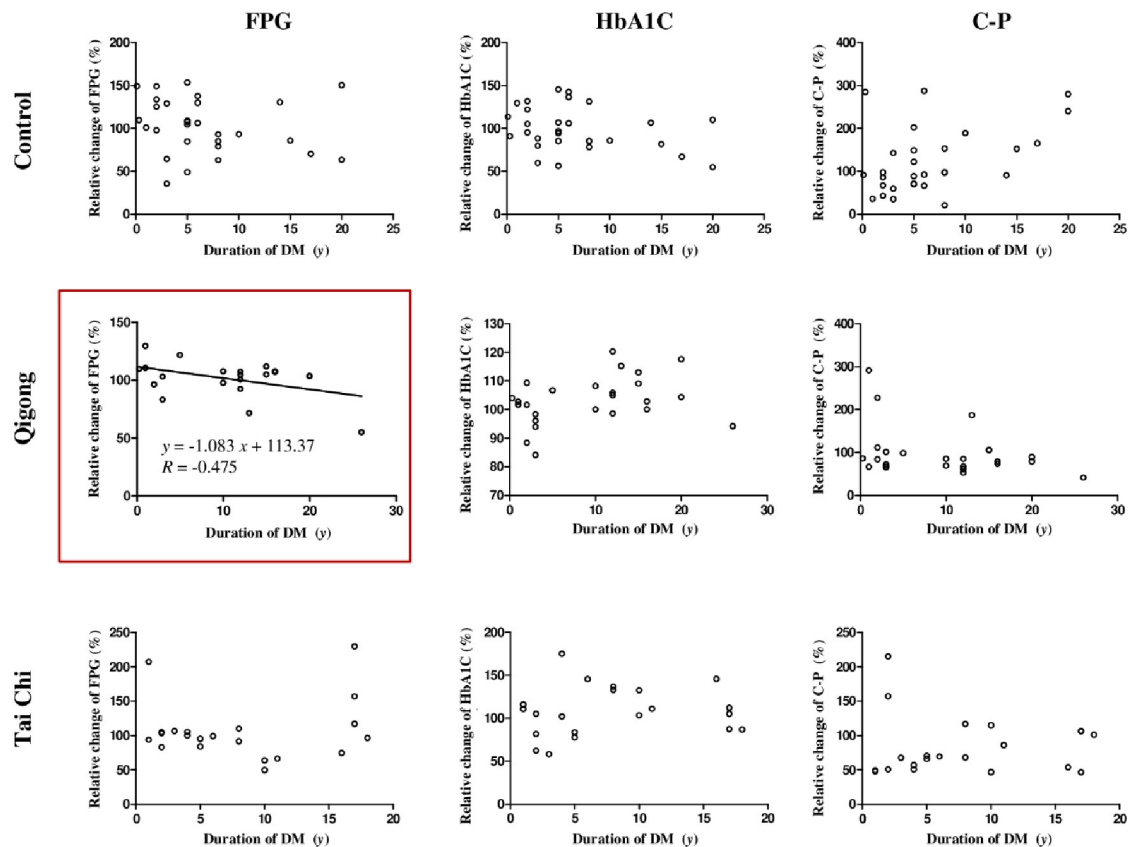 FPG
HbA1C
C-P
Control
Relative change of FPG (%)
200
150
100
50
0
0 5 10 15 20 25
Duration of DM (y)
Relative change of HbA1C (%)
200
150
100
50
0
0 5 10 15 20 25
Duration of DM (y)
Relative change of C-P (%)
400
300
200
100
0
0 5 10 15 20 25
Duration of DM (y)
Qigong
Relative change of FPG (%)
150
100
50
0
y = -1.083 x + 113.37
R = -0.475
0 10 20 30
Duration of DM (y)
Relative change of HbA1C (%)
130
120
110
100
90
80
70
0 10 20 30
Duration of DM (y)
Relative change of C-P (%)
400
300
200
100
0
0 10 20 30
Duration of DM (y)
Tai Chi
Relative change of FPG (%)
250
200
150
100
50
0
0 5 10 15 20
Duration of DM (y)
Relative change of HbA1C (%)
200
150
100
50
0
0 5 10 15 20
Duration of DM (y)
Relative change of C-P (%)
250
200
150
100
50
0
0 5 10 15 20
Duration of DM (y)